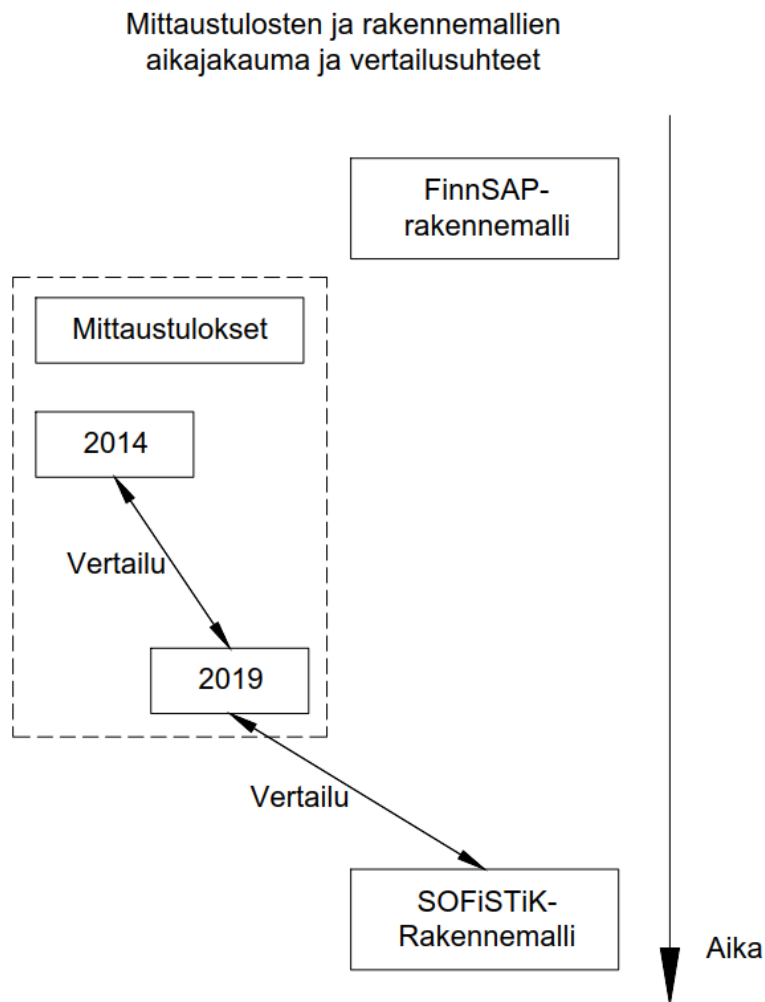 Mittaustulosten ja rakennemallien
aikajakauma ja vertailusuhteet
FinnSAP-
rakennemalli
Mittaustulokset
2014
Vertailu
2019
Vertailu
SOFiSTiK-
Rakennemalli
Aika